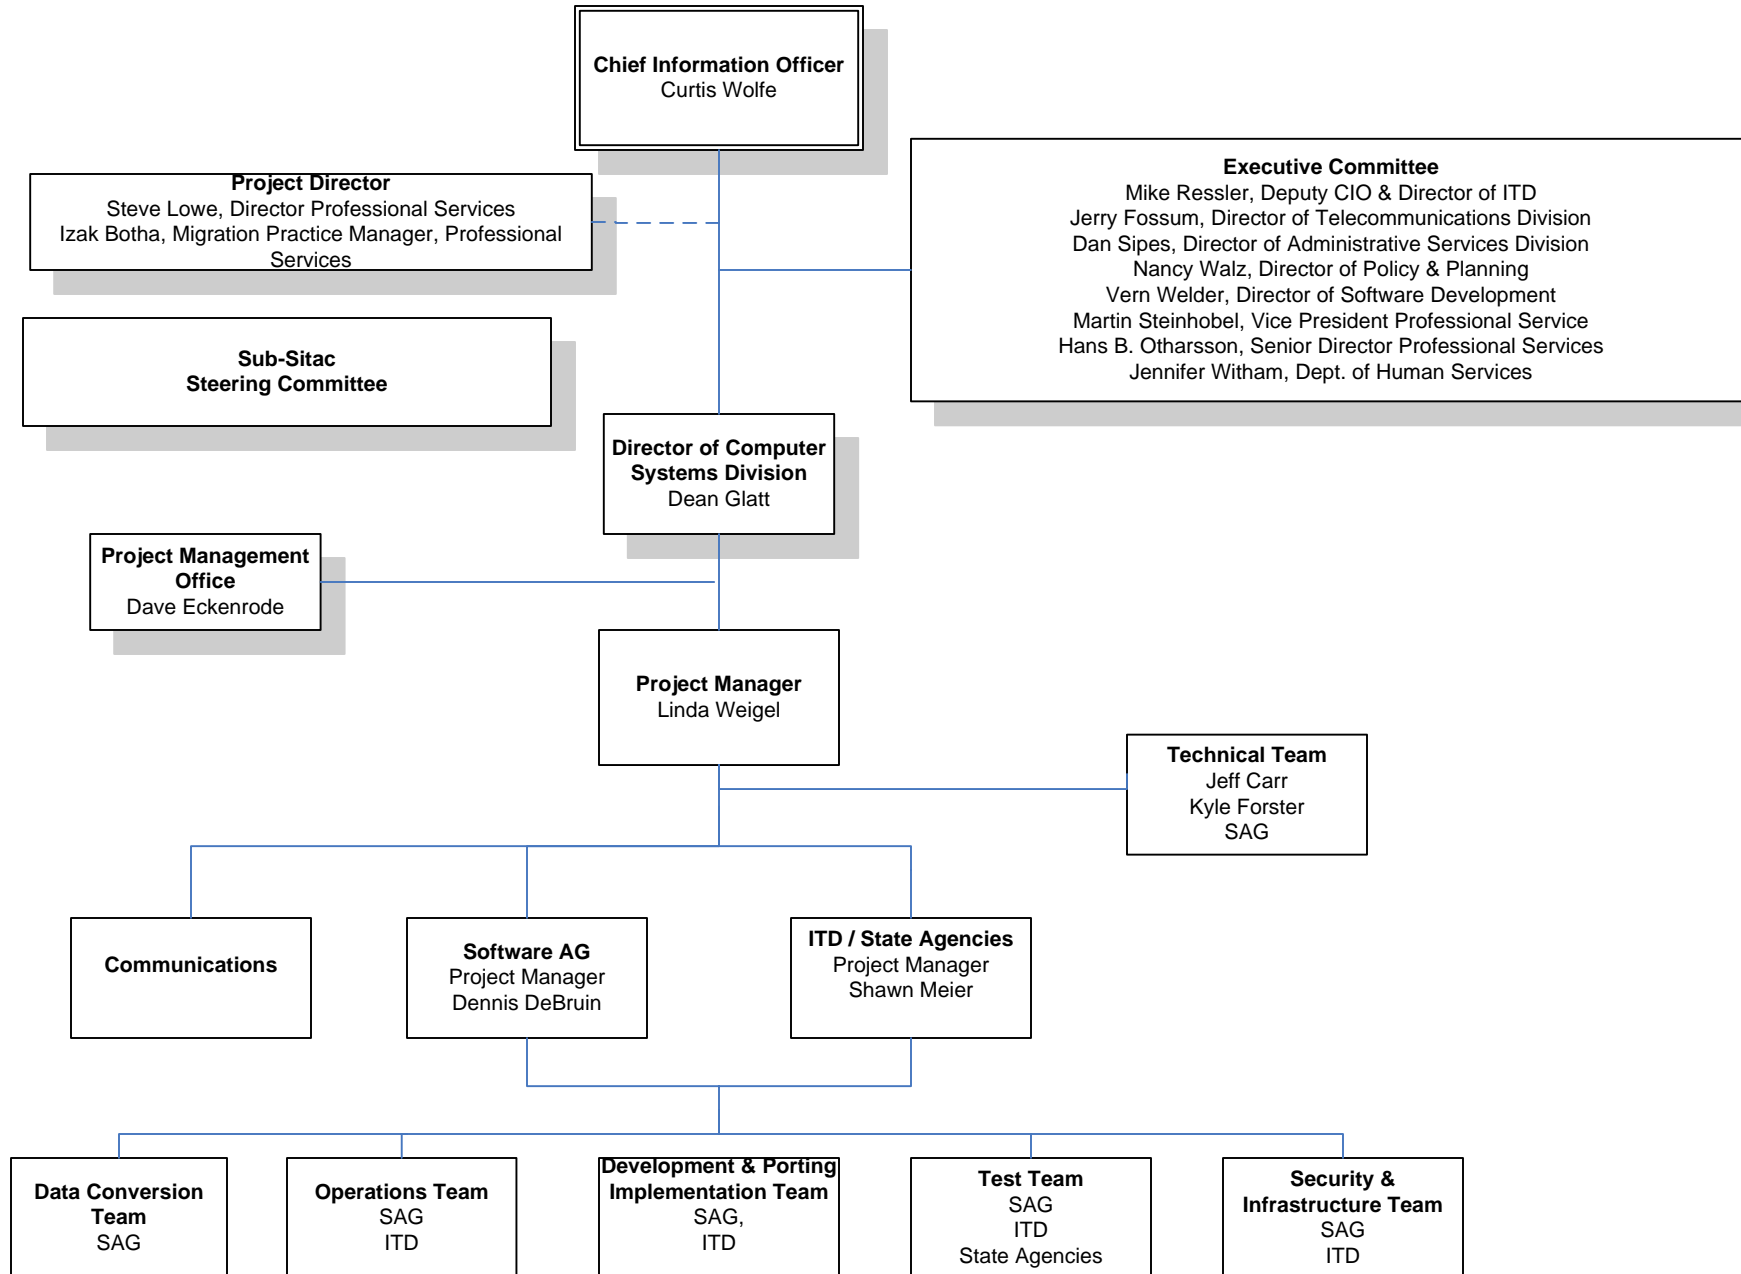 Chief Information Officer
Curtis Wolfe
Project Director
Steve Lowe, Director Professional Services
Izak Botha, Migration Practice Manager, Professional
Services
Executive Committee
Mike Ressler, Deputy CIO & Director of ITD
Jerry Fossum, Director of Telecommunications Division
Dan Sipes, Director of Administrative Services Division
Nancy Walz, Director of Policy & Planning
Vern Welder, Director of Software Development
Martin Steinhobel, Vice President Professional Service
Hans B. Otharsson, Senior Director Professional Services
Jennifer Witham, Dept. of Human Services
Sub-Sitac
Steering Committee
Director of Computer
Systems Division
Dean Glatt
Project Management
Office
Dave Eckenrode
Project Manager
Linda Weigel
Technical Team
Jeff Carr
Kyle Forster
SAG
Communications
Software AG
Project Manager
Dennis DeBruin
ITD / State Agencies
Project Manager
Shawn Meier
Data Conversion
Team
SAG
Operations Team
SAG
ITD
Development & Porting
Implementation Team
SAG,
ITD
Test Team
SAG
ITD
State Agencies
Security &
Infrastructure Team
SAG
ITD